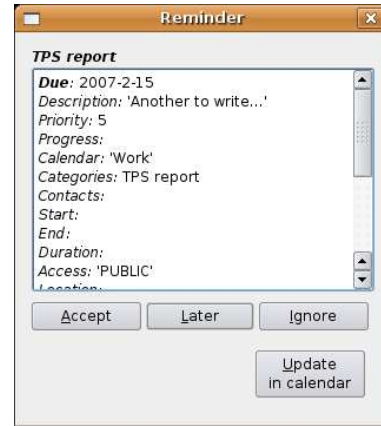 Reminder
TPS report
Due: 2007-2-15
Description: 'Another to write...'
Priority: 5
Progress:
Calendar: 'Work'
Categories: TPS report
Contacts:
Start:
End:
Duration:
Access: 'PUBLIC'
Location:
Accept Later Ignore
Update
in calendar